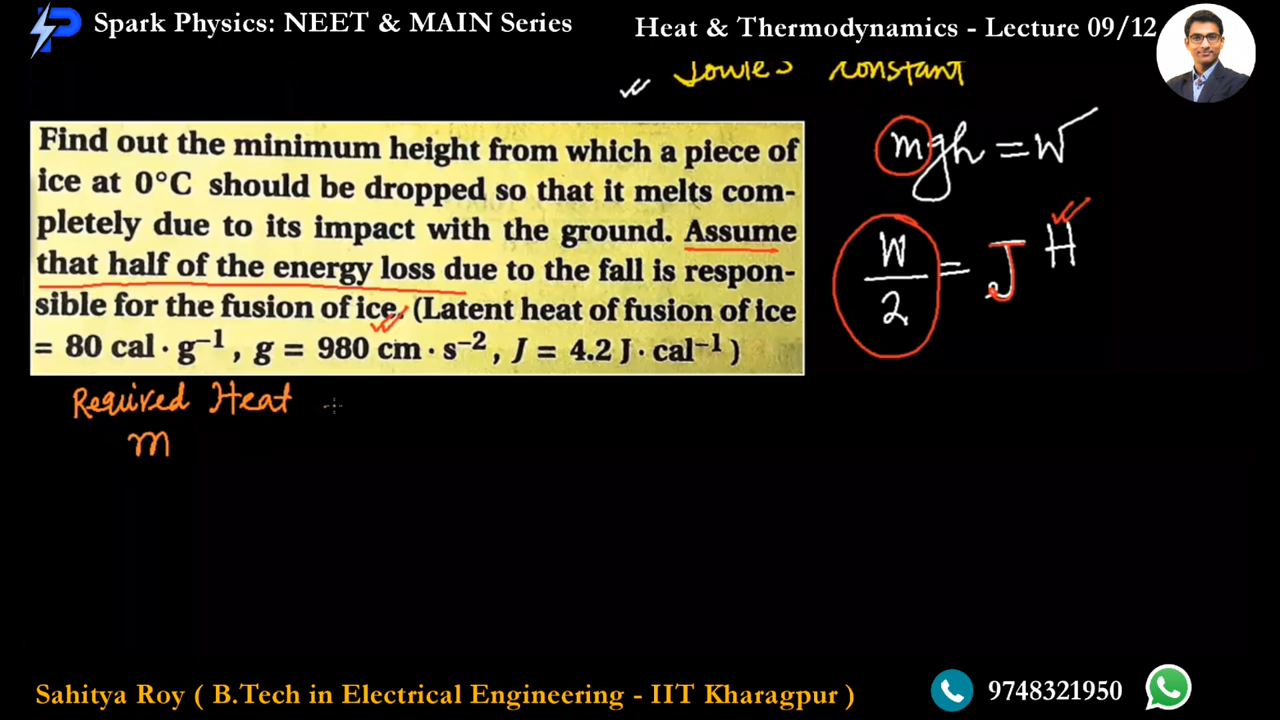 Spark Physics: NEET & MAIN Series
Heat & Thermodynamics - Lecture 09/12
Joule's constant
Find out the minimum height from which a piece of
ice at 0°C should be dropped so that it melts com-
pletely due to its impact with the ground. Assume
that half of the energy loss due to the fall is respon-
sible for the fusion of ice. (Latent heat of fusion of ice
= 80 cal · g⁻¹, g = 980 cm · s⁻², J = 4.2 J · cal⁻¹)
mgh = W
W/2 = J H
Required Heat
m
Sahitya Roy ( B.Tech in Electrical Engineering - IIT Kharagpur )
9748321950